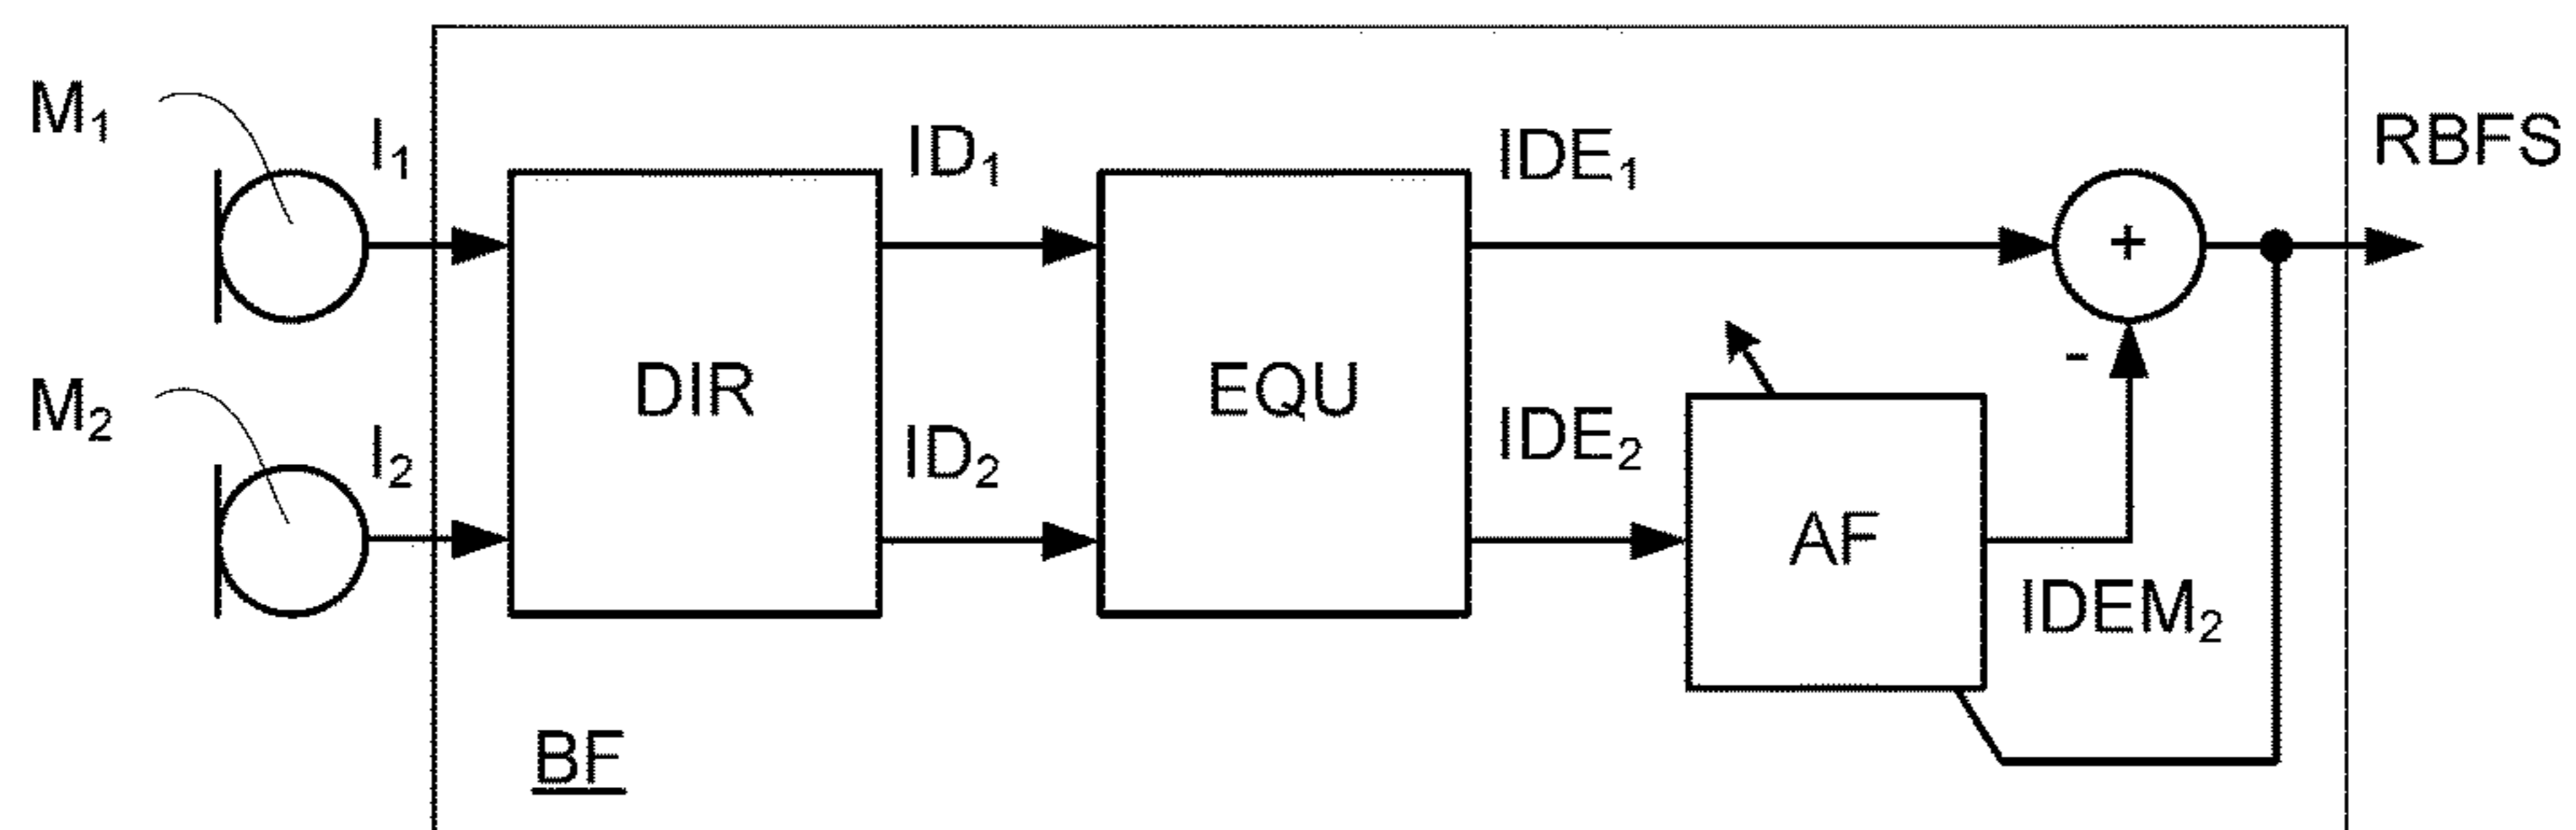 M₁
I₁
ID₁
IDE₁
RBFS
+
-
DIR
EQU
M₂
I₂
ID₂
IDE₂
AF
IDEM₂
BF